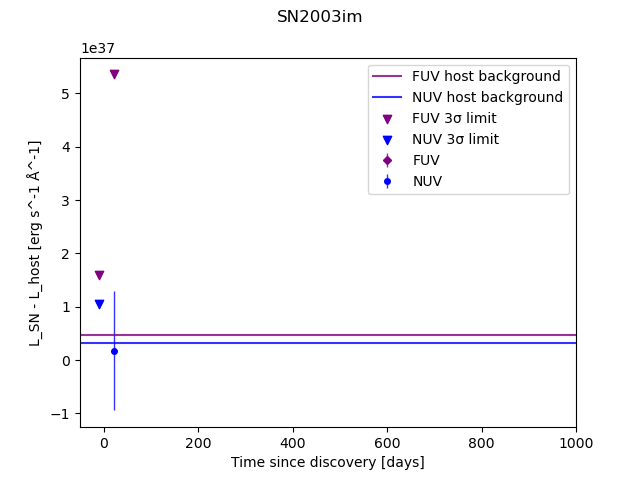 SN2003im
1e37
FUV host background
NUV host background
FUV 3σ limit
NUV 3σ limit
FUV
NUV
L_SN - L_host [erg s^-1 Å^-1]
5
4
3
2
1
0
−1
0 200 400 600 800 1000
Time since discovery [days]